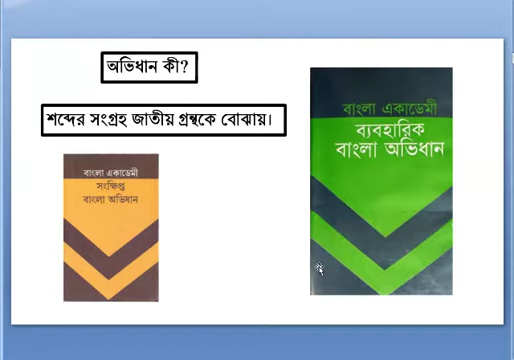 অভিধান কী?
শব্দের সংগ্রহ জাতীয় গ্রন্থকে বোঝায়।
বাংলা একাডেমী
সংক্ষিপ্ত
বাংলা অভিধান
বাংলা একাডেমী
ব্যবহারিক
বাংলা অভিধান